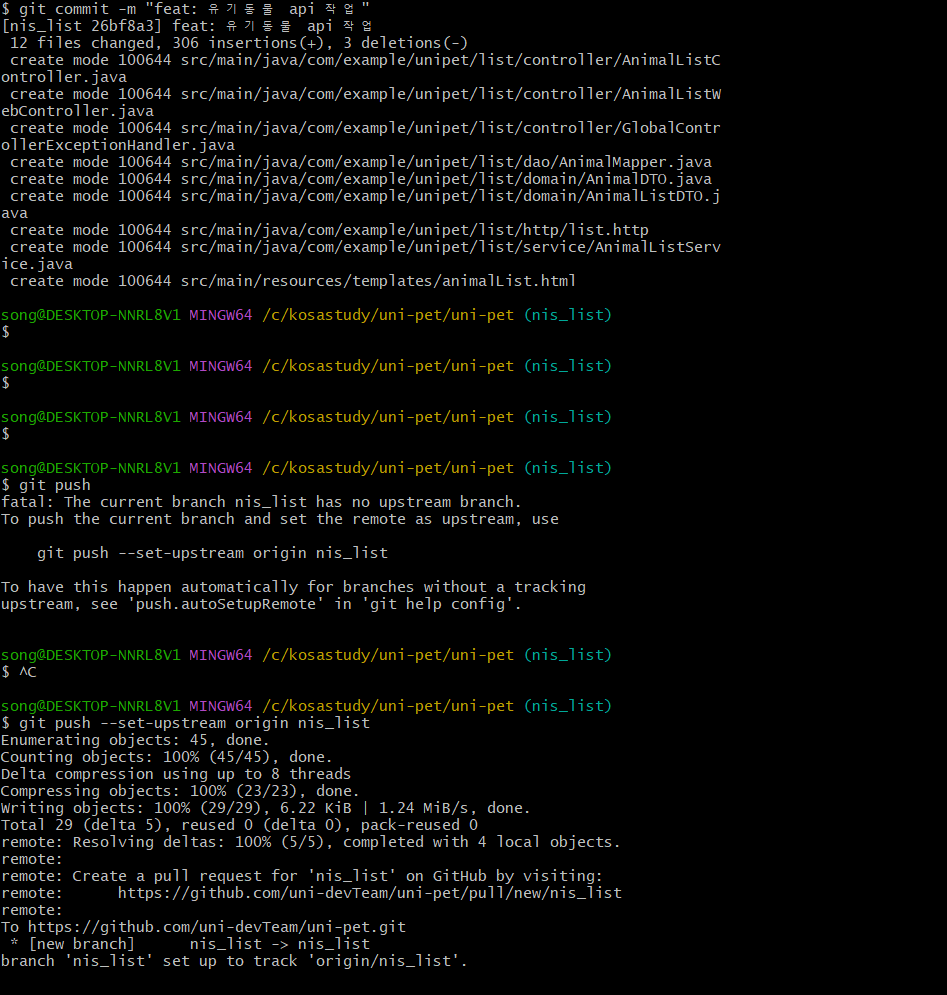 $ git commit -m "feat: 유기동물 api 작업"
[nis_list 26bf8a3] feat: 유기동물 api 작업
 12 files changed, 306 insertions(+), 3 deletions(-)
 create mode 100644 src/main/java/com/example/unipet/list/controller/AnimalListC
ontroller.java
 create mode 100644 src/main/java/com/example/unipet/list/controller/AnimalListW
ebController.java
 create mode 100644 src/main/java/com/example/unipet/list/controller/GlobalContr
ollerExceptionHandler.java
 create mode 100644 src/main/java/com/example/unipet/list/dao/AnimalMapper.java
 create mode 100644 src/main/java/com/example/unipet/list/domain/AnimalDTO.java
 create mode 100644 src/main/java/com/example/unipet/list/domain/AnimalListDTO.j
ava
 create mode 100644 src/main/java/com/example/unipet/list/http/list.http
 create mode 100644 src/main/java/com/example/unipet/list/service/AnimalListServ
ice.java
 create mode 100644 src/main/resources/templates/animalList.html

song@DESKTOP-NNRL8V1 MINGW64 /c/kosastudy/uni-pet/uni-pet (nis_list)
$

song@DESKTOP-NNRL8V1 MINGW64 /c/kosastudy/uni-pet/uni-pet (nis_list)
$

song@DESKTOP-NNRL8V1 MINGW64 /c/kosastudy/uni-pet/uni-pet (nis_list)
$

song@DESKTOP-NNRL8V1 MINGW64 /c/kosastudy/uni-pet/uni-pet (nis_list)
$ git push
fatal: The current branch nis_list has no upstream branch.
To push the current branch and set the remote as upstream, use

    git push --set-upstream origin nis_list

To have this happen automatically for branches without a tracking
upstream, see 'push.autoSetupRemote' in 'git help config'.


song@DESKTOP-NNRL8V1 MINGW64 /c/kosastudy/uni-pet/uni-pet (nis_list)
$ ^C

song@DESKTOP-NNRL8V1 MINGW64 /c/kosastudy/uni-pet/uni-pet (nis_list)
$ git push --set-upstream origin nis_list
Enumerating objects: 45, done.
Counting objects: 100% (45/45), done.
Delta compression using up to 8 threads
Compressing objects: 100% (23/23), done.
Writing objects: 100% (29/29), 6.22 KiB | 1.24 MiB/s, done.
Total 29 (delta 5), reused 0 (delta 0), pack-reused 0
remote: Resolving deltas: 100% (5/5), completed with 4 local objects.
remote:
remote: Create a pull request for 'nis_list' on GitHub by visiting:
remote:      https://github.com/uni-devTeam/uni-pet/pull/new/nis_list
remote:
To https://github.com/uni-devTeam/uni-pet.git
 * [new branch]      nis_list -> nis_list
branch 'nis_list' set up to track 'origin/nis_list'.